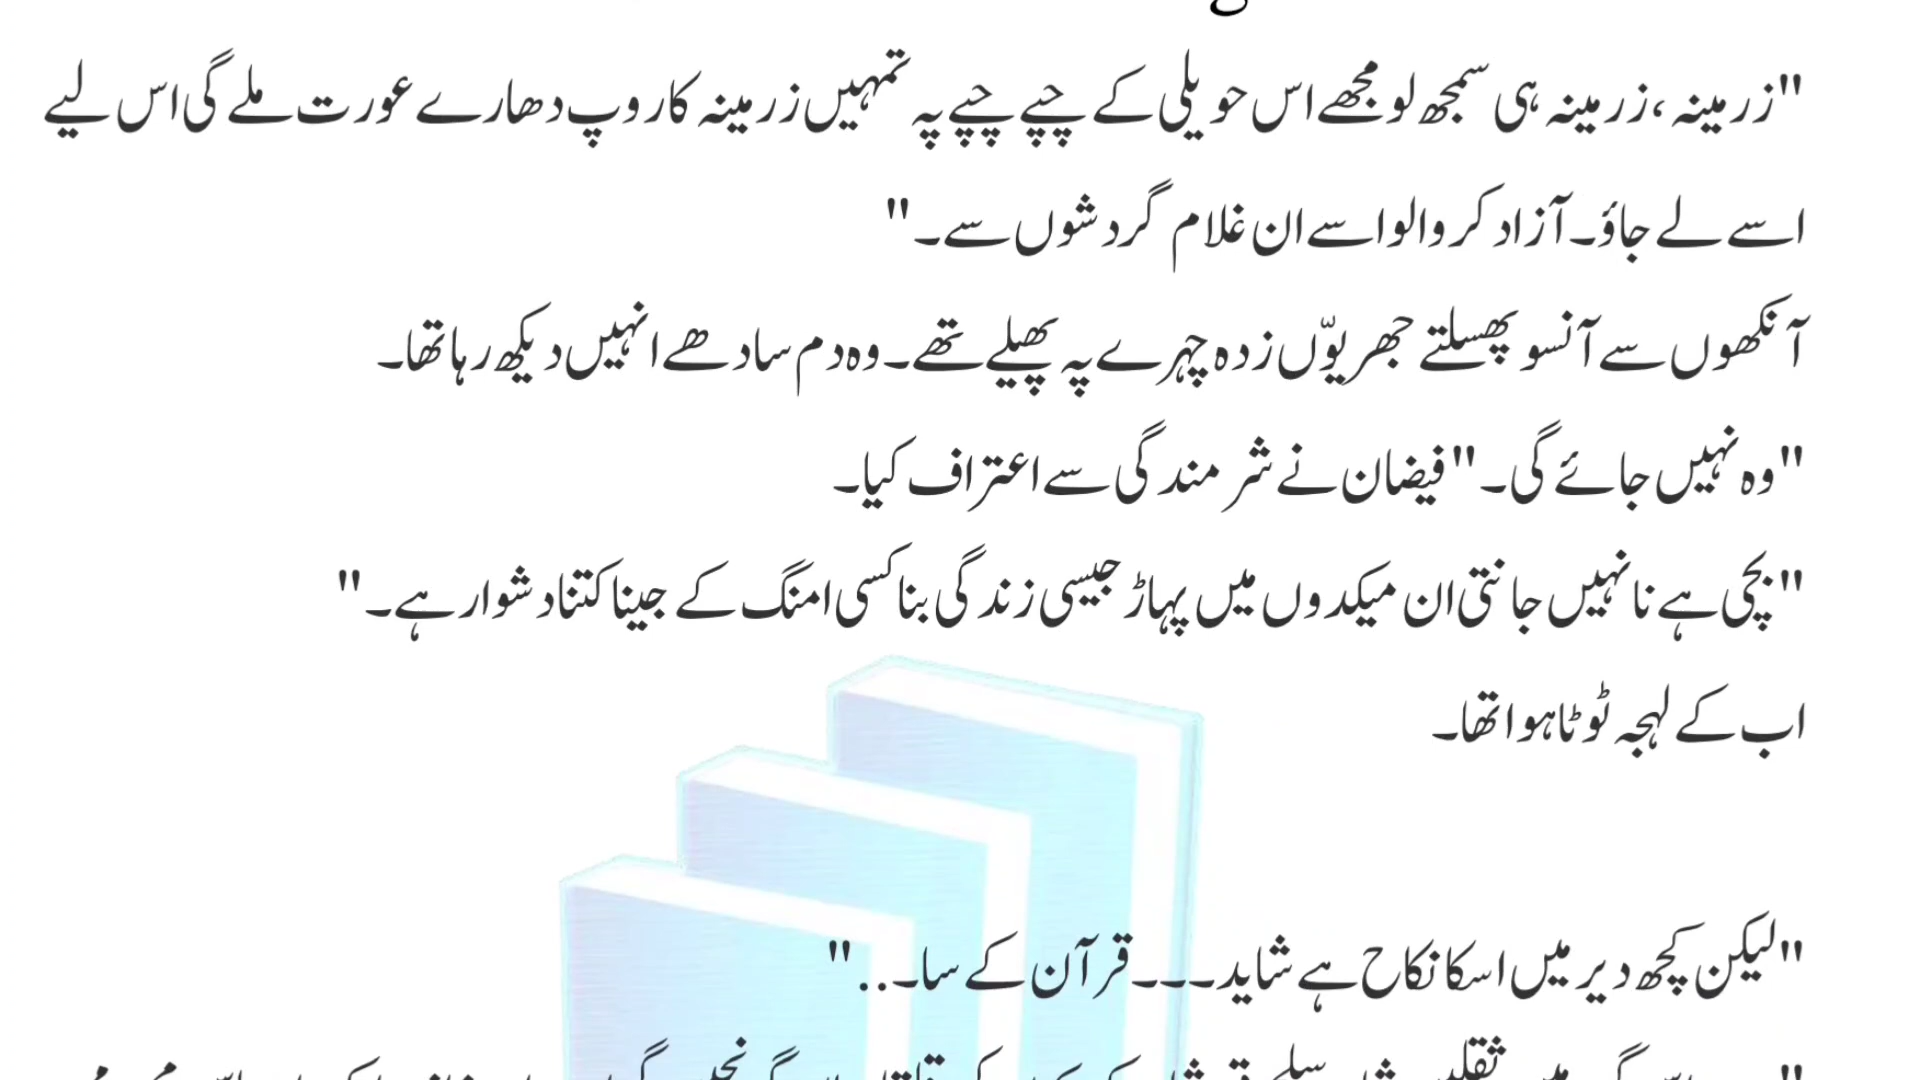 "زرمینہ ،زرمینہ ہی سمجھ لو مجھے اس حویلی کے چپے چپے پہ تمہیں زرمینہ کا روپ دھارے عورت ملے گی اس لیے
اسے لے جاؤ۔ آزاد کروالو اسے ان غلام گردشوں سے۔"
آنکھوں سے آنسو پھسلتے جھریوّں زدہ چہرے پہ پھیلے تھے۔ وہ دم سادھے انہیں دیکھ رہا تھا۔
"وہ نہیں جائے گی۔" فیضان نے شرمندگی سے اعتراف کیا۔
"بچی ہے نا نہیں جانتی ان میکدوں میں پہاڑ جیسی زندگی بنا کسی امنگ کے جینا کتنا دشوار ہے۔"
اب کے لہجہ ٹوٹا ہوا تھا۔
"لیکن کچھ دیر میں اسکا نکاح ہے شاید۔۔۔ قرآن کے سا۔۔."